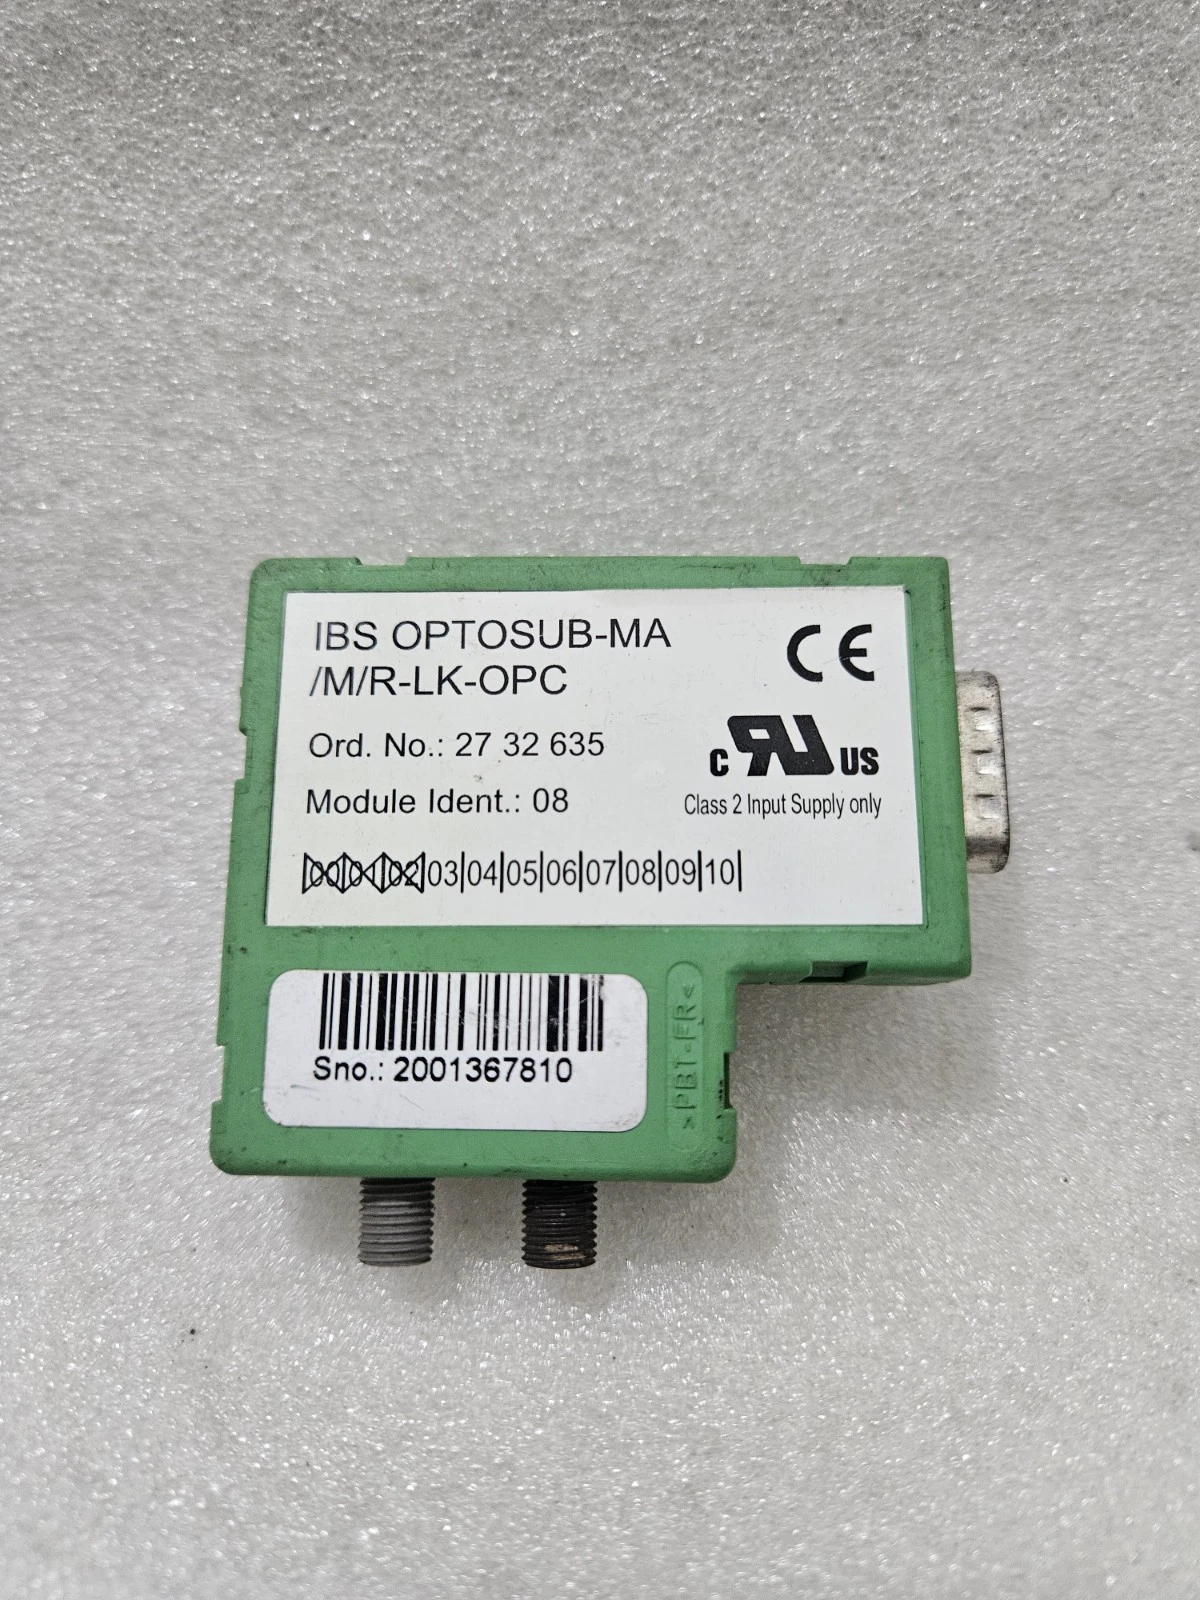 IBS OPTOSUB-MA
/M/R-LK-OPC
CE
Ord. No.: 27 32 635
c RU US
Module Ident.: 08
Class 2 Input Supply only
|00|01|02|03|04|05|06|07|08|09|10|
Sno.: 2001367810
>PBT-FR<